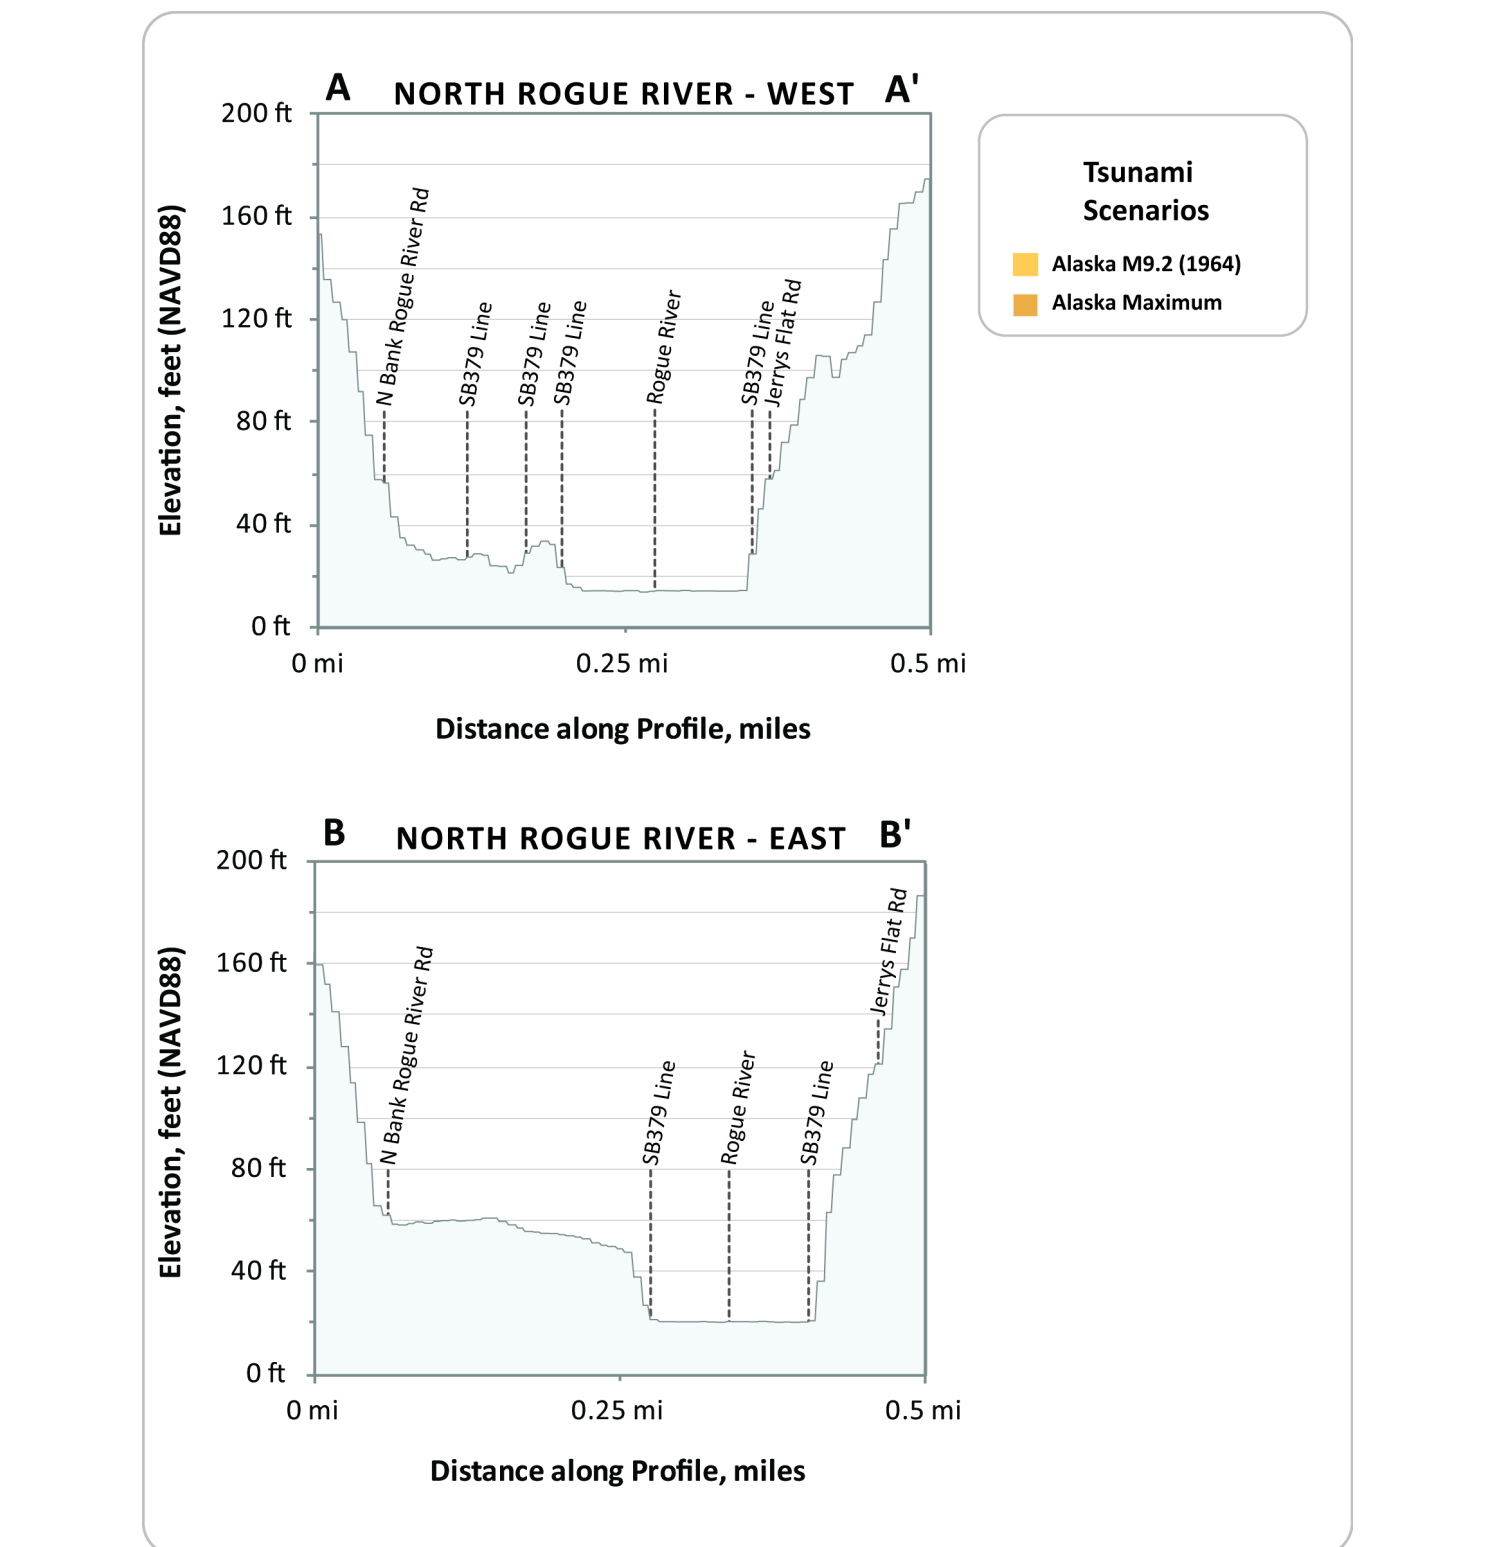 A NORTH ROGUE RIVER - WEST A'
200 ft
160 ft
120 ft
80 ft
40 ft
0 ft
Elevation, feet (NAVD88)
N Bank Rogue River Rd
SB379 Line
SB379 Line
SB379 Line
Rogue River
SB379 Line
Jerrys Flat Rd
0 mi 0.25 mi 0.5 mi
Distance along Profile, miles
Tsunami
Scenarios
Alaska M9.2 (1964)
Alaska Maximum
B NORTH ROGUE RIVER - EAST B'
200 ft
160 ft
120 ft
80 ft
40 ft
0 ft
Elevation, feet (NAVD88)
N Bank Rogue River Rd
SB379 Line
Rogue River
SB379 Line
Jerrys Flat Rd
0 mi 0.25 mi 0.5 mi
Distance along Profile, miles